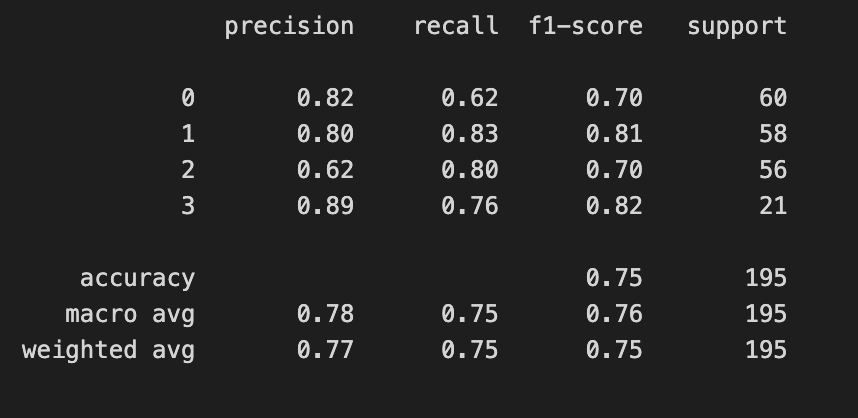 precision recall f1-score support
0 0.82 0.62 0.70 60
1 0.80 0.83 0.81 58
2 0.62 0.80 0.70 56
3 0.89 0.76 0.82 21
accuracy 0.75 195
macro avg 0.78 0.75 0.76 195
weighted avg 0.77 0.75 0.75 195